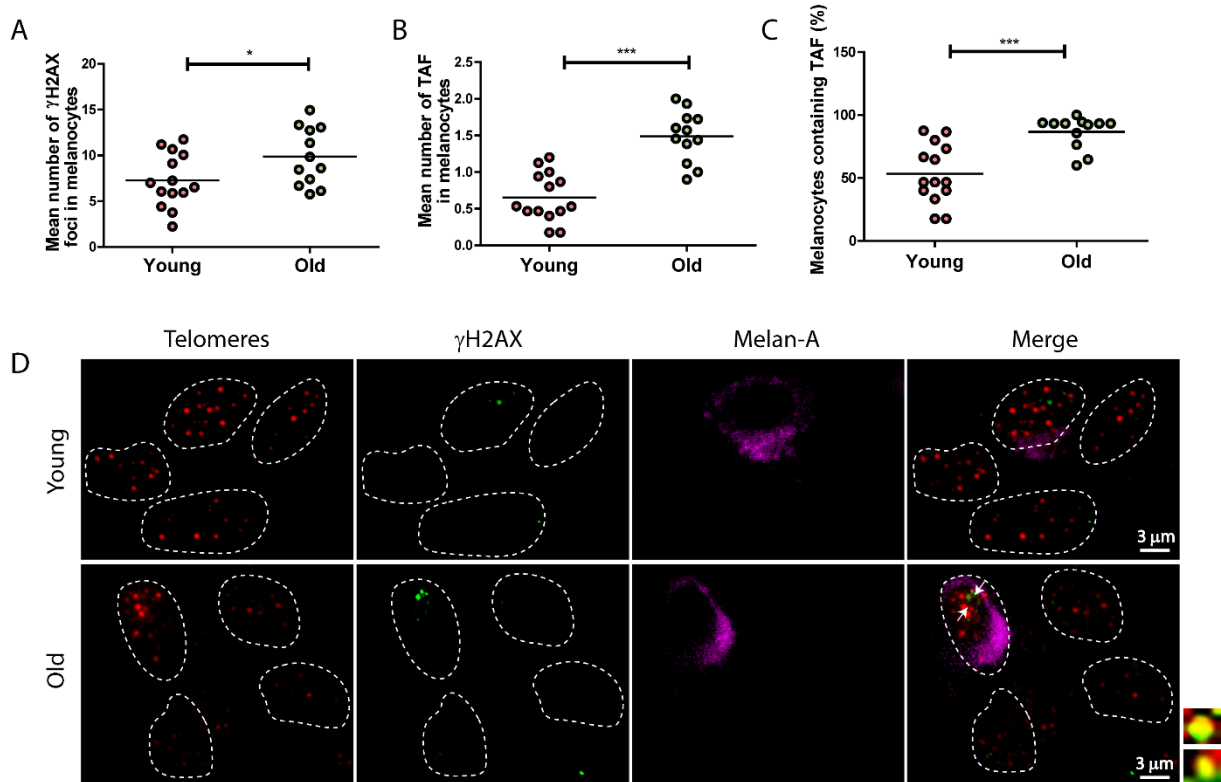 A
Mean number of γH2AX
foci in melanocytes
20
15
10
5
0
*
Young
Old
B
Mean number of TAF
in melanocytes
2.5
2.0
1.5
1.0
0.5
0.0
***
Young
Old
C
Melanocytes containing TAF (%)
150
100
50
0
***
Young
Old
D
Telomeres
γH2AX
Melan-A
Merge
Young
3 μm
Old
3 μm